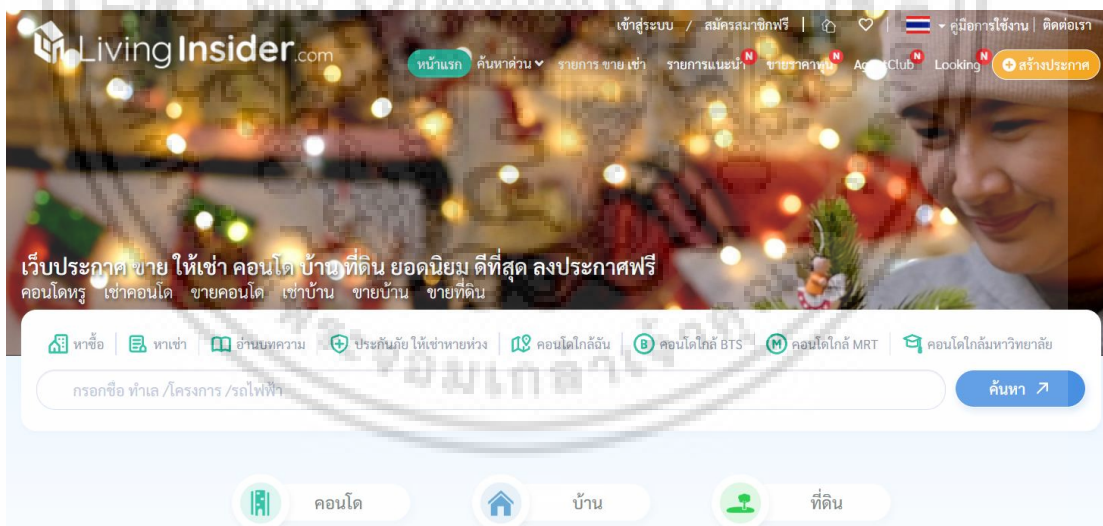 เข้าสู่ระบบ / สมัครสมาชิกฟรี | คู่มือการใช้งาน | ติดต่อเรา
LivingInsider.com
หน้าแรก ค้นหาด่วน รายการ ขาย เช่า รายการแนะนำ N ขายราคาทุน N AgentClub N Looking N สร้างประกาศ
เว็บประกาศ ขาย ให้เช่า คอนโด บ้าน ที่ดิน ยอดนิยม ดีที่สุด ลงประกาศฟรี
คอนโดหรู เช่าคอนโด ขายคอนโด เช่าบ้าน ขายบ้าน ขายที่ดิน
หาซื้อ หาเช่า อ่านบทความ ประกันภัย ให้เช่าหายห่วง คอนโดใกล้ฉัน B คอนโดใกล้ BTS M คอนโดใกล้ MRT คอนโดใกล้มหาวิทยาลัย
กรอกชื่อ ทำเล /โครงการ /รถไฟฟ้า ค้นหา
คอนโด บ้าน ที่ดิน